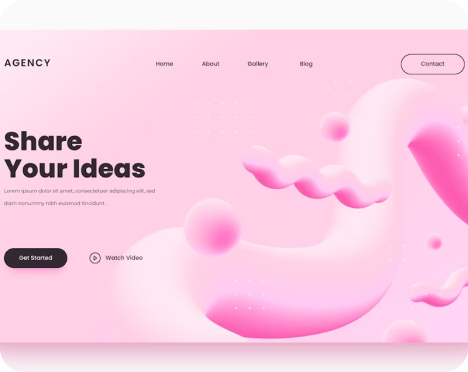 AGENCY
Home
About
Gallery
Blog
Contact
Share
Your Ideas
Lorem ipsum dolor sit amet, consectetuer adipiscing elit, sed
diam nonummy nibh euismod tincidunt.
Get Started
Watch Video